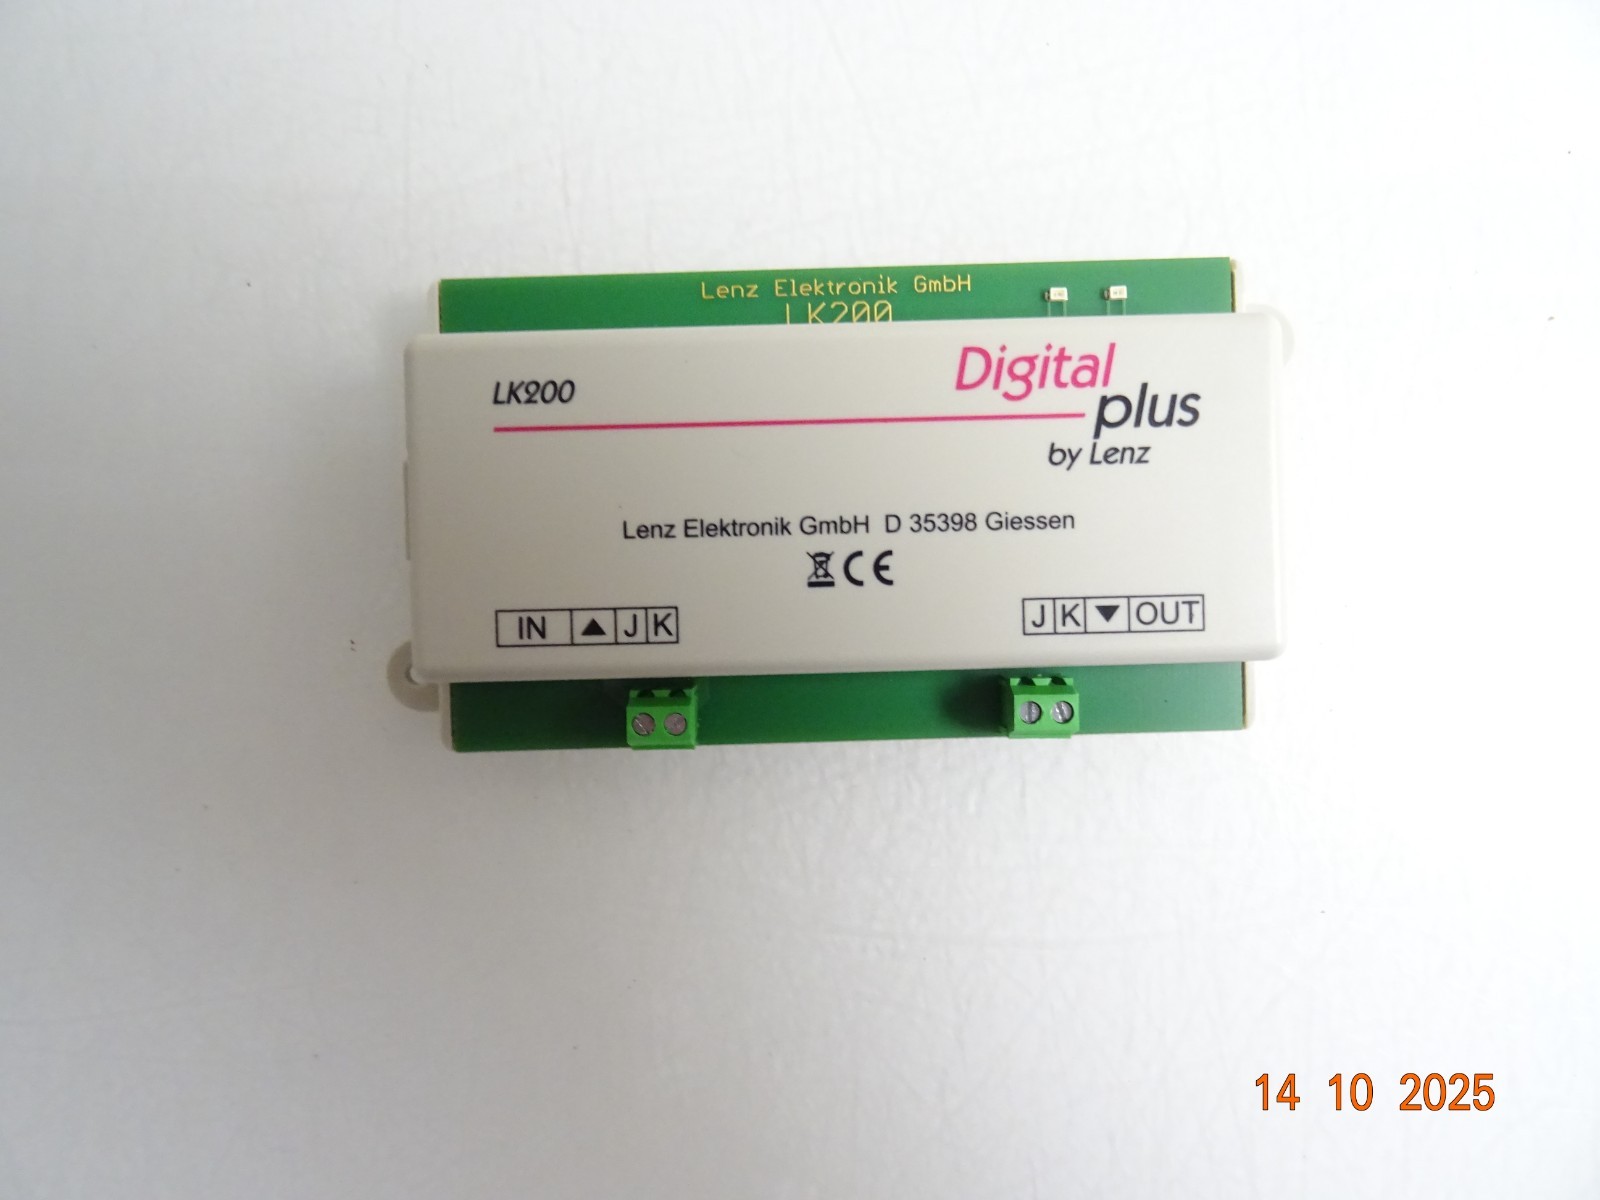 Lenz Elektronik GmbH
LK200
LK200
Digital
plus
by Lenz
Lenz Elektronik GmbH D 35398 Giessen
CE
IN ▲ J K
J K ▼ OUT
14 10 2025